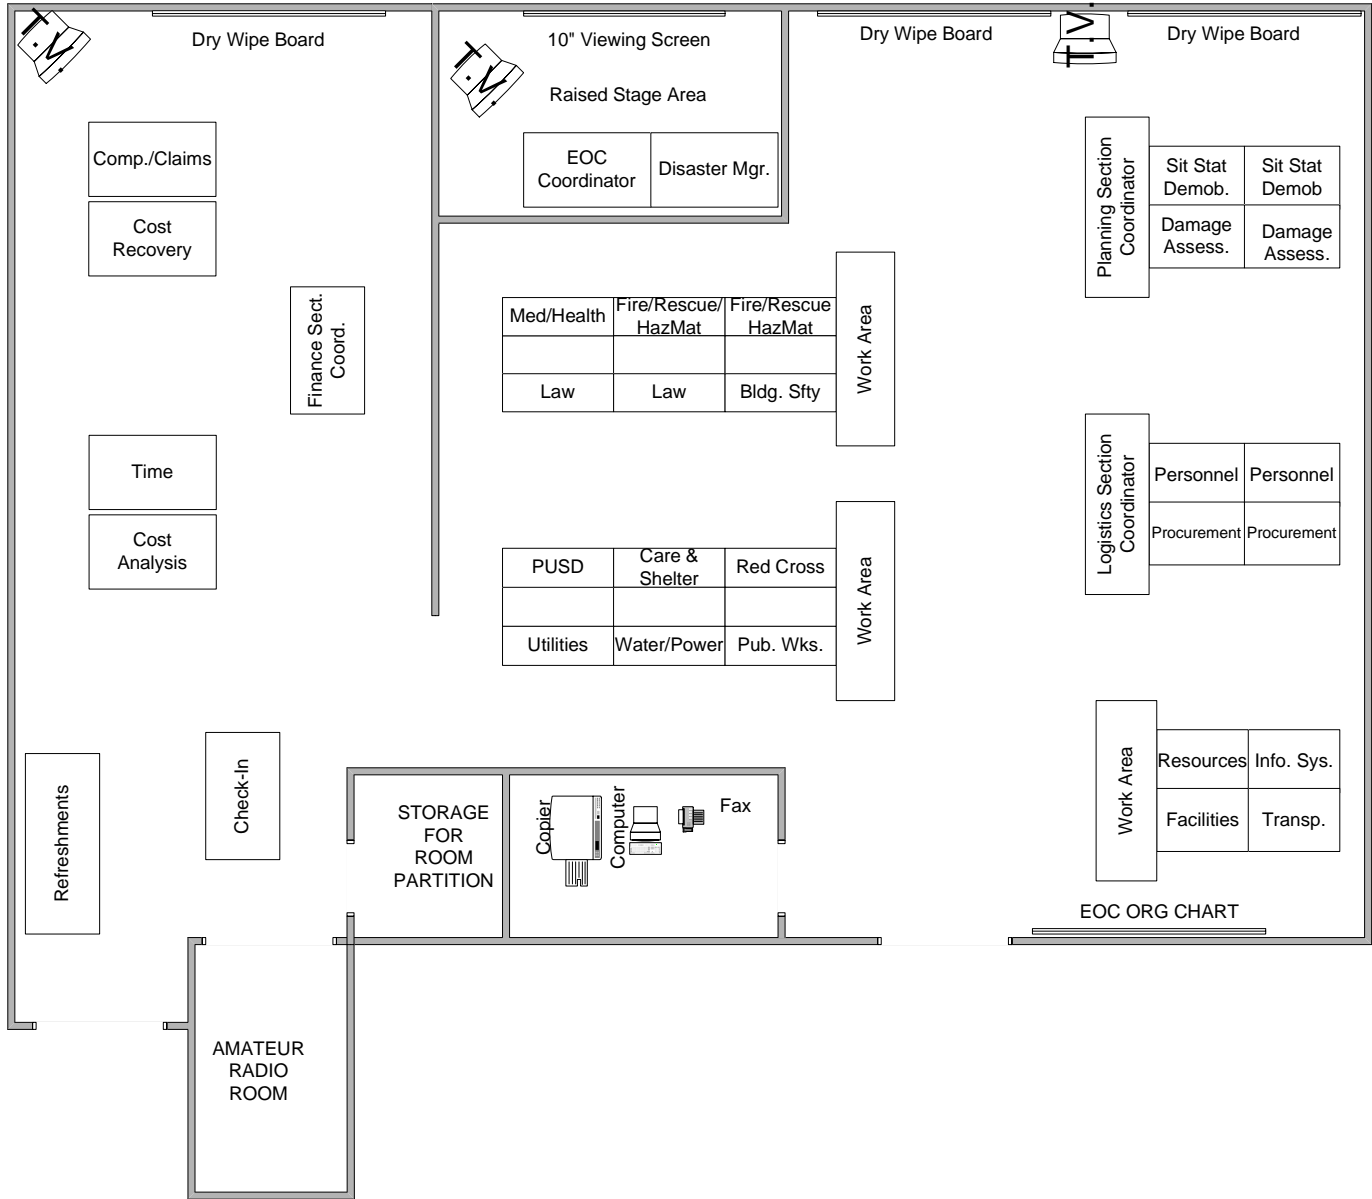 T.V.
Dry Wipe Board
T.V.
10" Viewing Screen
Raised Stage Area
EOC
Coordinator
Disaster Mgr.
Dry Wipe Board
T.V.
Dry Wipe Board
Comp./Claims
Cost
Recovery
Finance Sect.
Coord.
Time
Cost
Analysis
Med/Health
Fire/Rescue/
HazMat
Fire/Rescue
HazMat
Law
Law
Bldg. Sfty
Work Area
PUSD
Care &
Shelter
Red Cross
Utilities
Water/Power
Pub. Wks.
Work Area
Planning Section
Coordinator
Sit Stat
Demob.
Sit Stat
Demob
Damage
Assess.
Damage
Assess.
Logistics Section
Coordinator
Personnel
Personnel
Procurement
Procurement
Work Area
Resources
Info. Sys.
Facilities
Transp.
EOC ORG CHART
Refreshments
Check-In
STORAGE
FOR
ROOM
PARTITION
Copier
Computer
Fax
AMATEUR
RADIO
ROOM